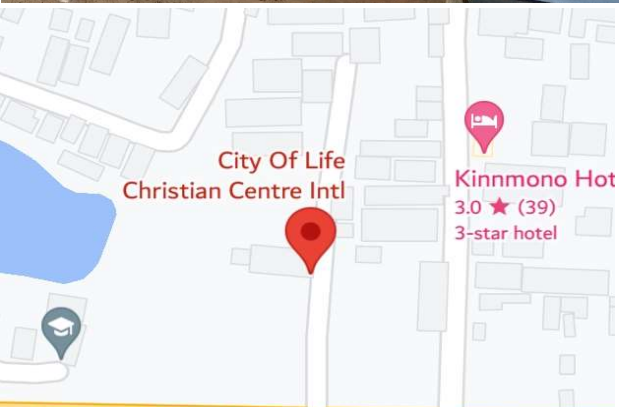 City Of Life
Christian Centre Intl
Kinnmono Hot
3.0 ★ (39)
3-star hotel